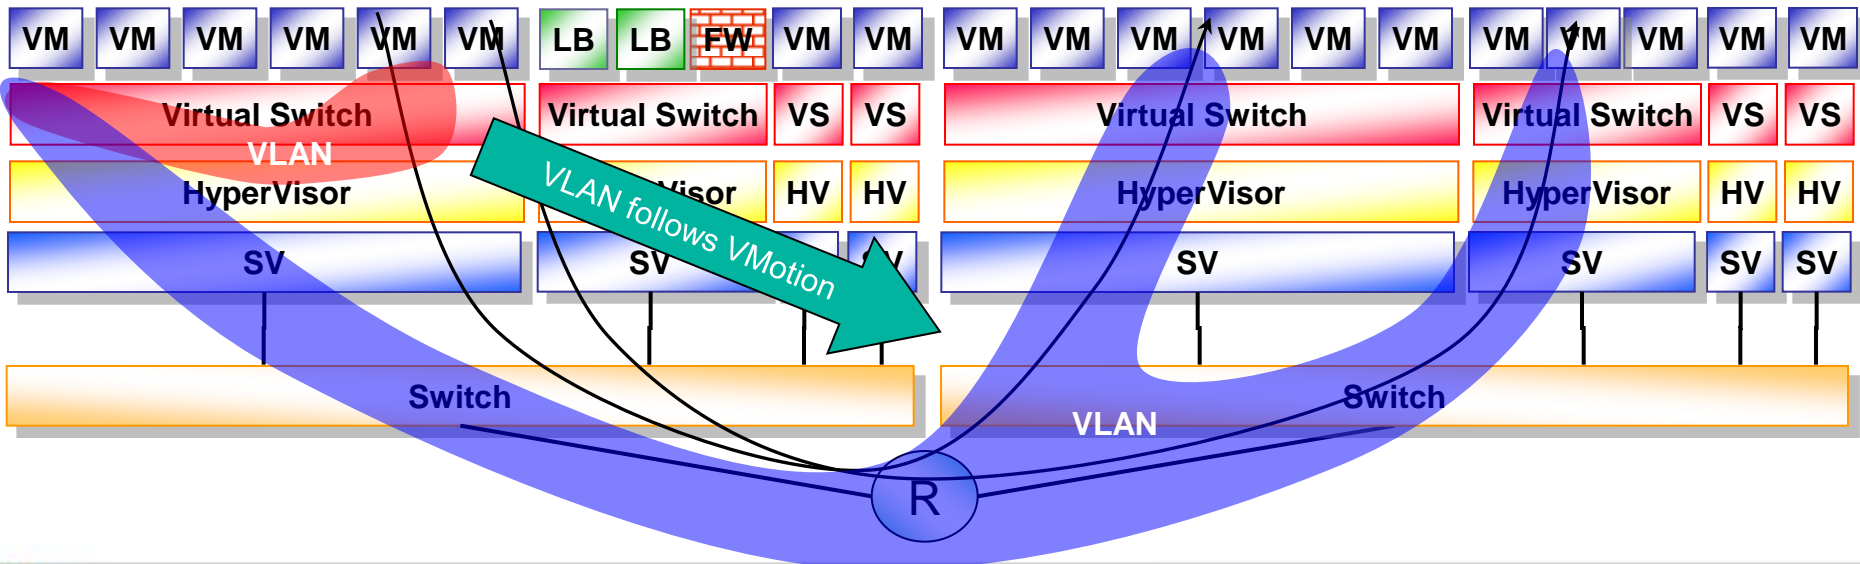 VM VM VM VM VM VM LB LB FW VM VM VM VM VM VM VM VM VM VM VM VM VM
Virtual Switch Virtual Switch VS VS Virtual Switch Virtual Switch VS VS
VLAN
HyperVisor visor HV HV HyperVisor HyperVisor HV HV
VLAN follows VMotion
SV SV SV SV SV SV SV
Switch Switch
VLAN
R